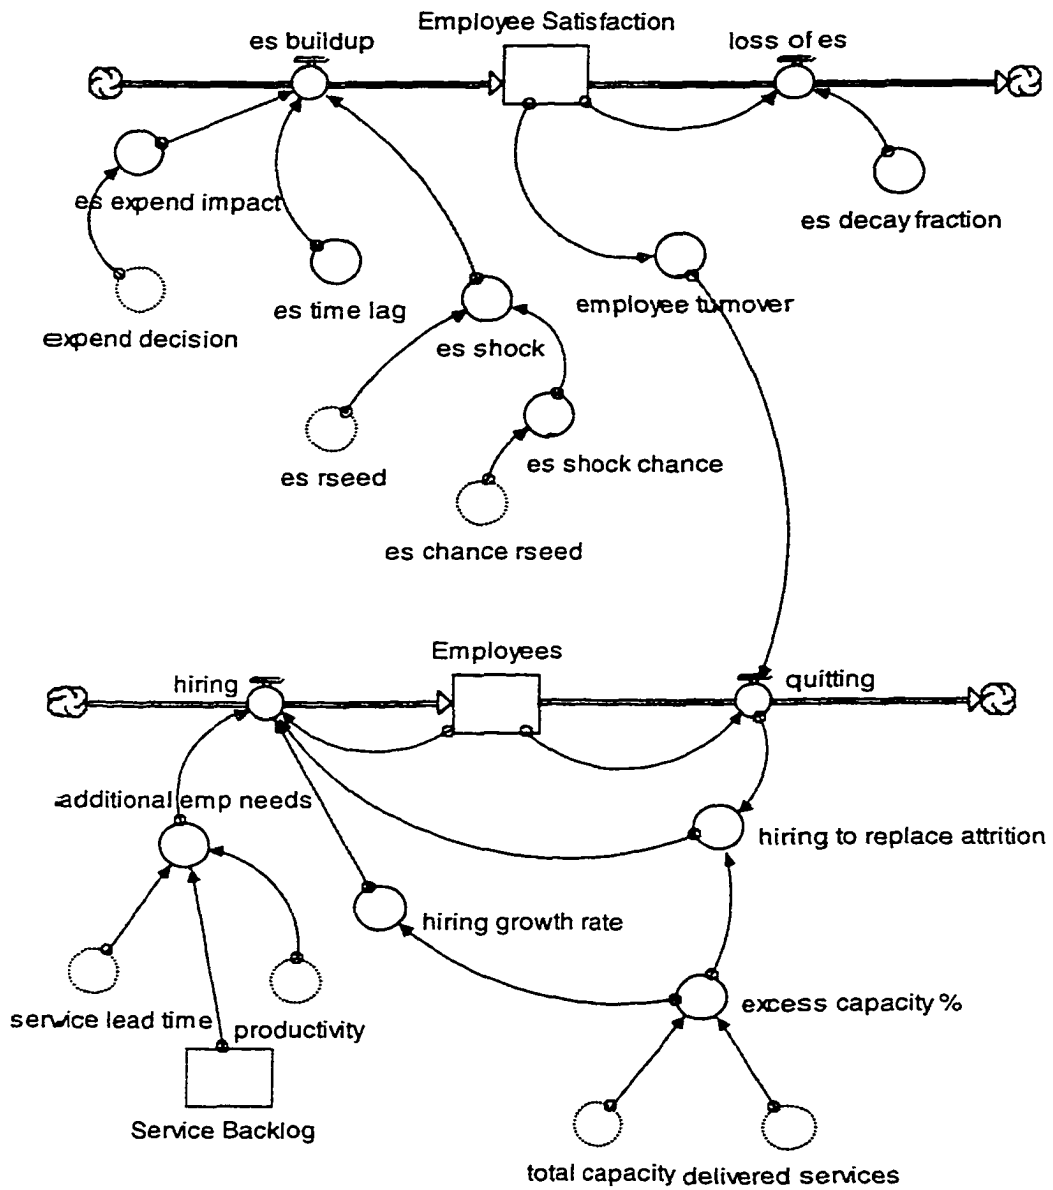 Employee Satisfaction
es buildup
loss of es
es expend impact
es decay fraction
expend decision
es time lag
employee turnover
es shock
es rseed
es shock chance
es chance rseed
Employees
hiring
quitting
additional emp needs
hiring to replace attrition
hiring growth rate
excess capacity %
service lead time
productivity
Service Backlog
total capacity
delivered services